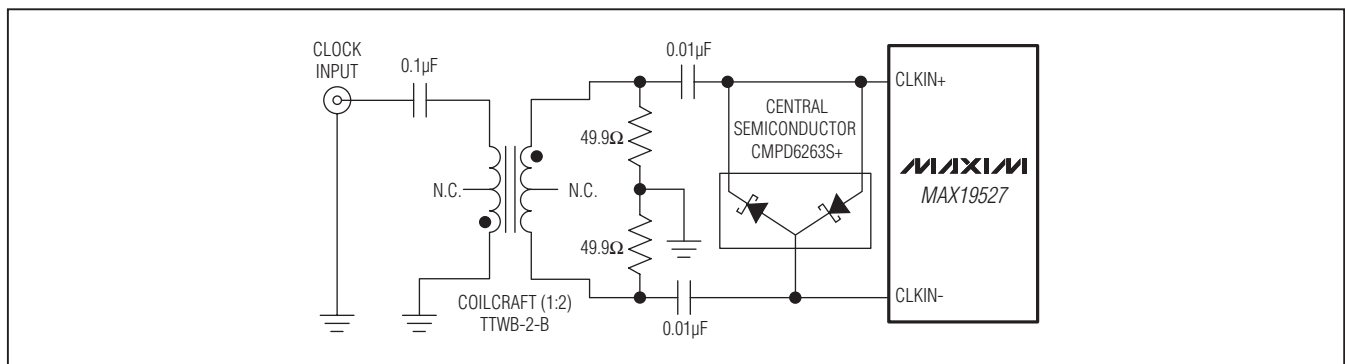 CLOCK
INPUT
0.1µF
N.C.
N.C.
COILCRAFT (1:2)
TTWB-2-B
49.9Ω
49.9Ω
0.01µF
0.01µF
CENTRAL
SEMICONDUCTOR
CMPD6263S+
CLKIN+
MAXIM
MAX19527
CLKIN-